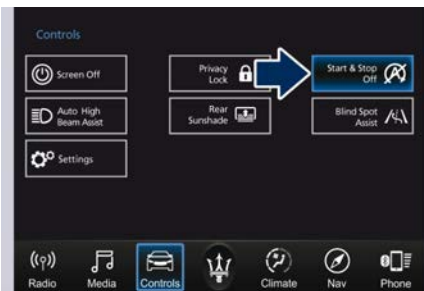 Controls
Screen Off
Privacy
Lock
Start & Stop
Off
Auto High
Beam Assist
Rear
Sunshade
Blind Spot
Assist
Settings
Radio
Media
Controls
Climate
Nav
Phone